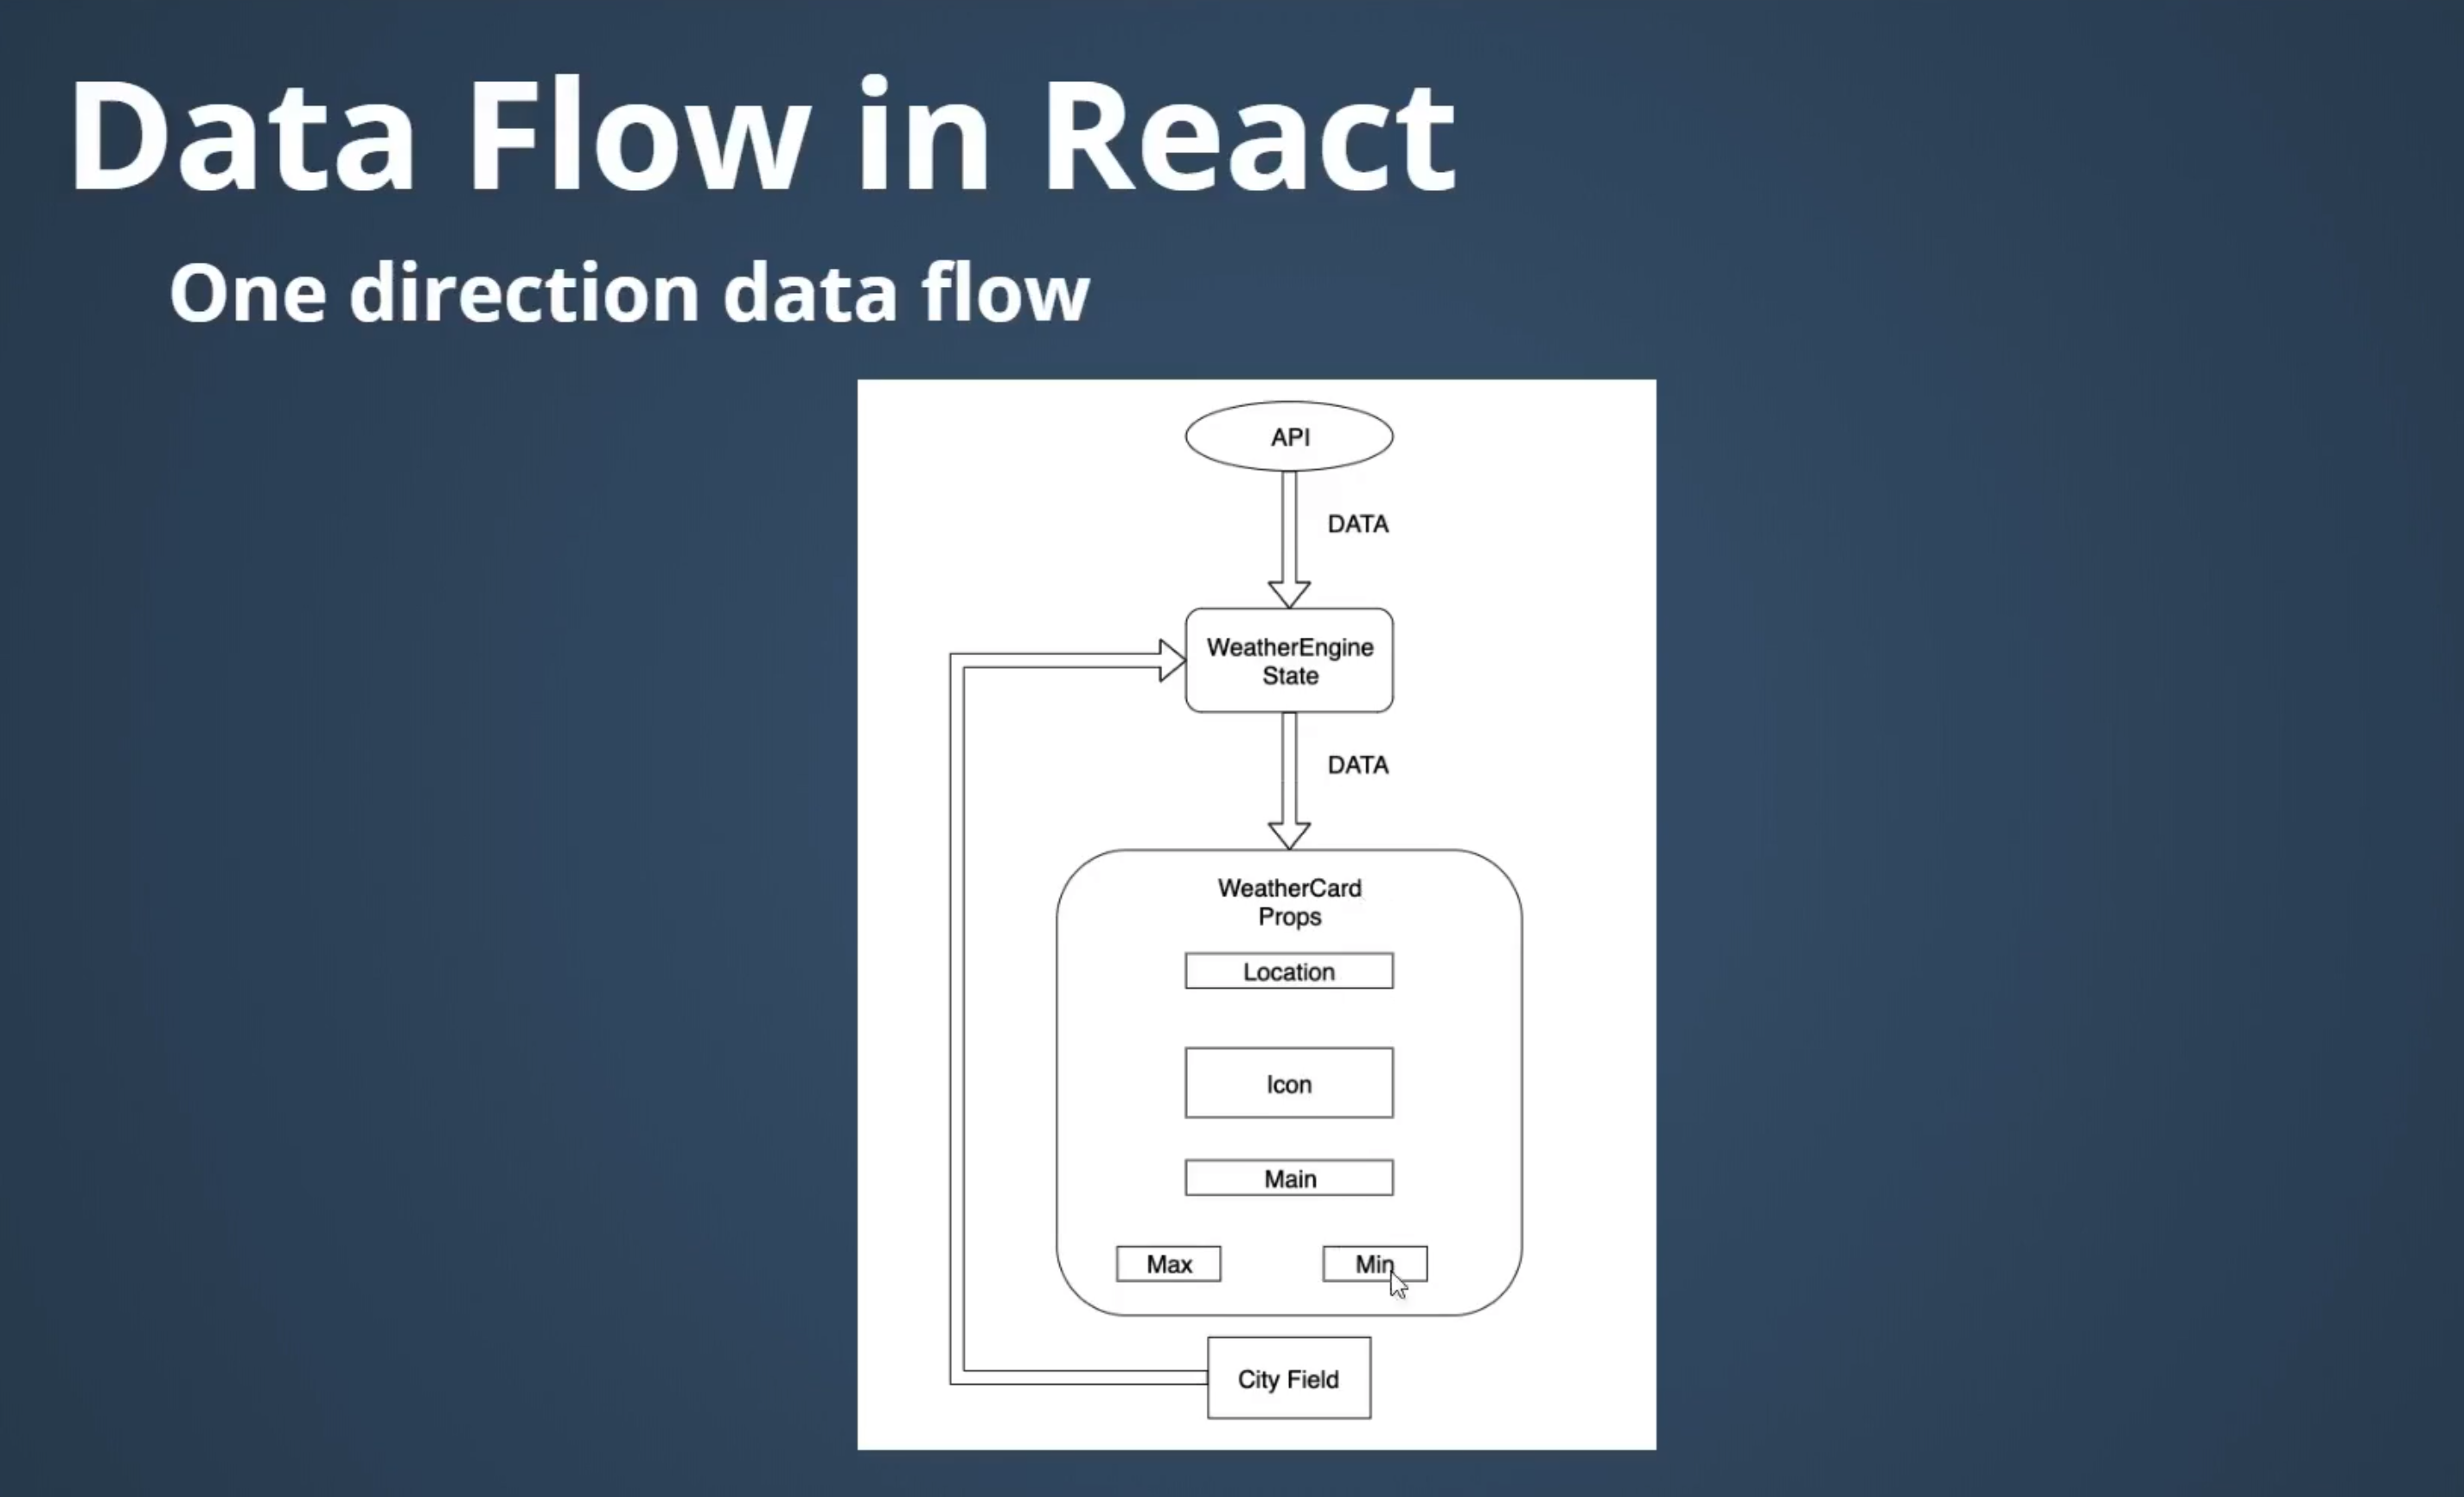 Data Flow in React
One direction data flow
API
DATA
WeatherEngine
State
DATA
WeatherCard
Props
Location
Icon
Main
Max
Min
City Field